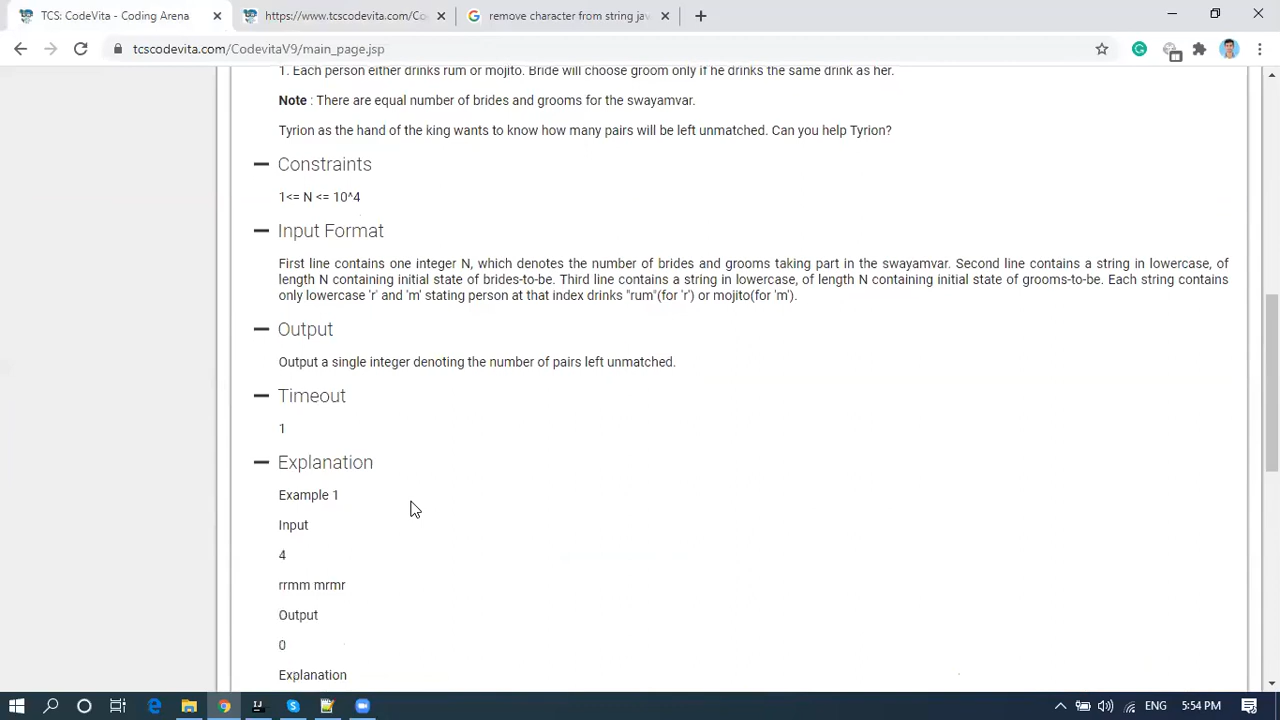 TCS: CodeVita - Coding Arena
https://www.tcscodevita.com/Co
remove character from string jav
tcscodevita.com/CodevitaV9/main_page.jsp
1. Each person either drinks rum or mojito. Bride will choose groom only if he drinks the same drink as her.
Note : There are equal number of brides and grooms for the swayamvar.
Tyrion as the hand of the king wants to know how many pairs will be left unmatched. Can you help Tyrion?
Constraints
1<= N <= 10^4
Input Format
First line contains one integer N, which denotes the number of brides and grooms taking part in the swayamvar. Second line contains a string in lowercase, of
length N containing initial state of brides-to-be. Third line contains a string in lowercase, of length N containing initial state of grooms-to-be. Each string contains
only lowercase 'r' and 'm' stating person at that index drinks "rum"(for 'r') or mojito(for 'm').
Output
Output a single integer denoting the number of pairs left unmatched.
Timeout
1
Explanation
Example 1
Input
4
rrmm mrmr
Output
0
Explanation
ENG
5:54 PM